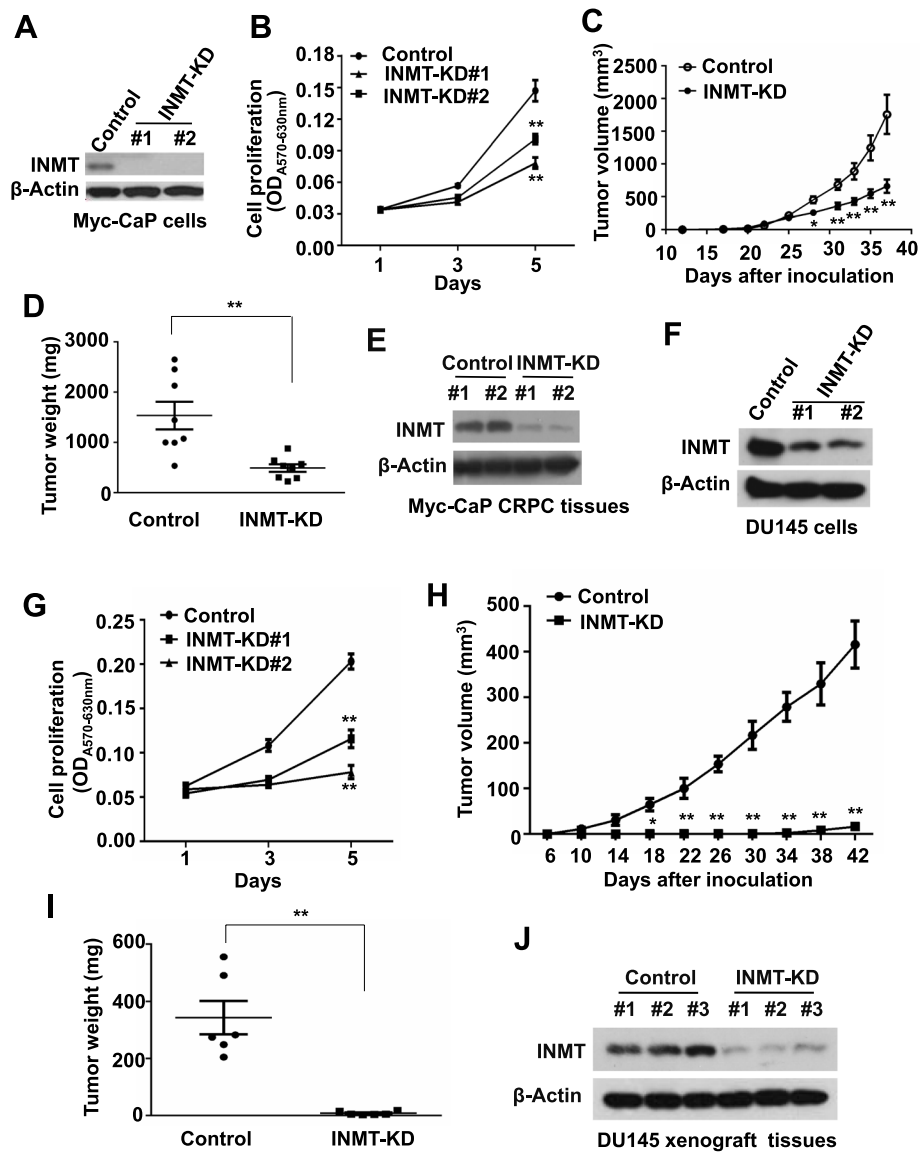 A
Control
INMT-KD
#1 #2
INMT
β-Actin
Myc-CaP cells
B
Cell proliferation
(OD A570-630nm)
0.18
0.15
0.12
0.09
0.06
0.03
0.00
Control
INMT-KD#1
INMT-KD#2
**
**
1 3 5
Days
C
Tumor volume (mm3)
2500
2000
1500
1000
500
0
Control
INMT-KD
* ** ** ** **
10 15 20 25 30 35 40
Days after inoculation
D
Tumor weight (mg)
3000
2000
1000
0
**
Control INMT-KD
E
Control INMT-KD
#1 #2 #1 #2
INMT
β-Actin
Myc-CaP CRPC tissues
F
Control
INMT-KD
#1 #2
INMT
β-Actin
DU145 cells
G
Cell proliferation
(OD A570-630nm)
0.25
0.20
0.15
0.10
0.05
0.00
Control
INMT-KD#1
INMT-KD#2
**
**
1 3 5
Days
H
Tumor volume (mm3)
500
400
300
200
100
0
Control
INMT-KD
* ** ** ** ** ** **
6 10 14 18 22 26 30 34 38 42
Days after inoculation
I
Tumor weight (mg)
600
400
200
0
**
Control INMT-KD
J
Control INMT-KD
#1 #2 #3 #1 #2 #3
INMT
β-Actin
DU145 xenograft tissues